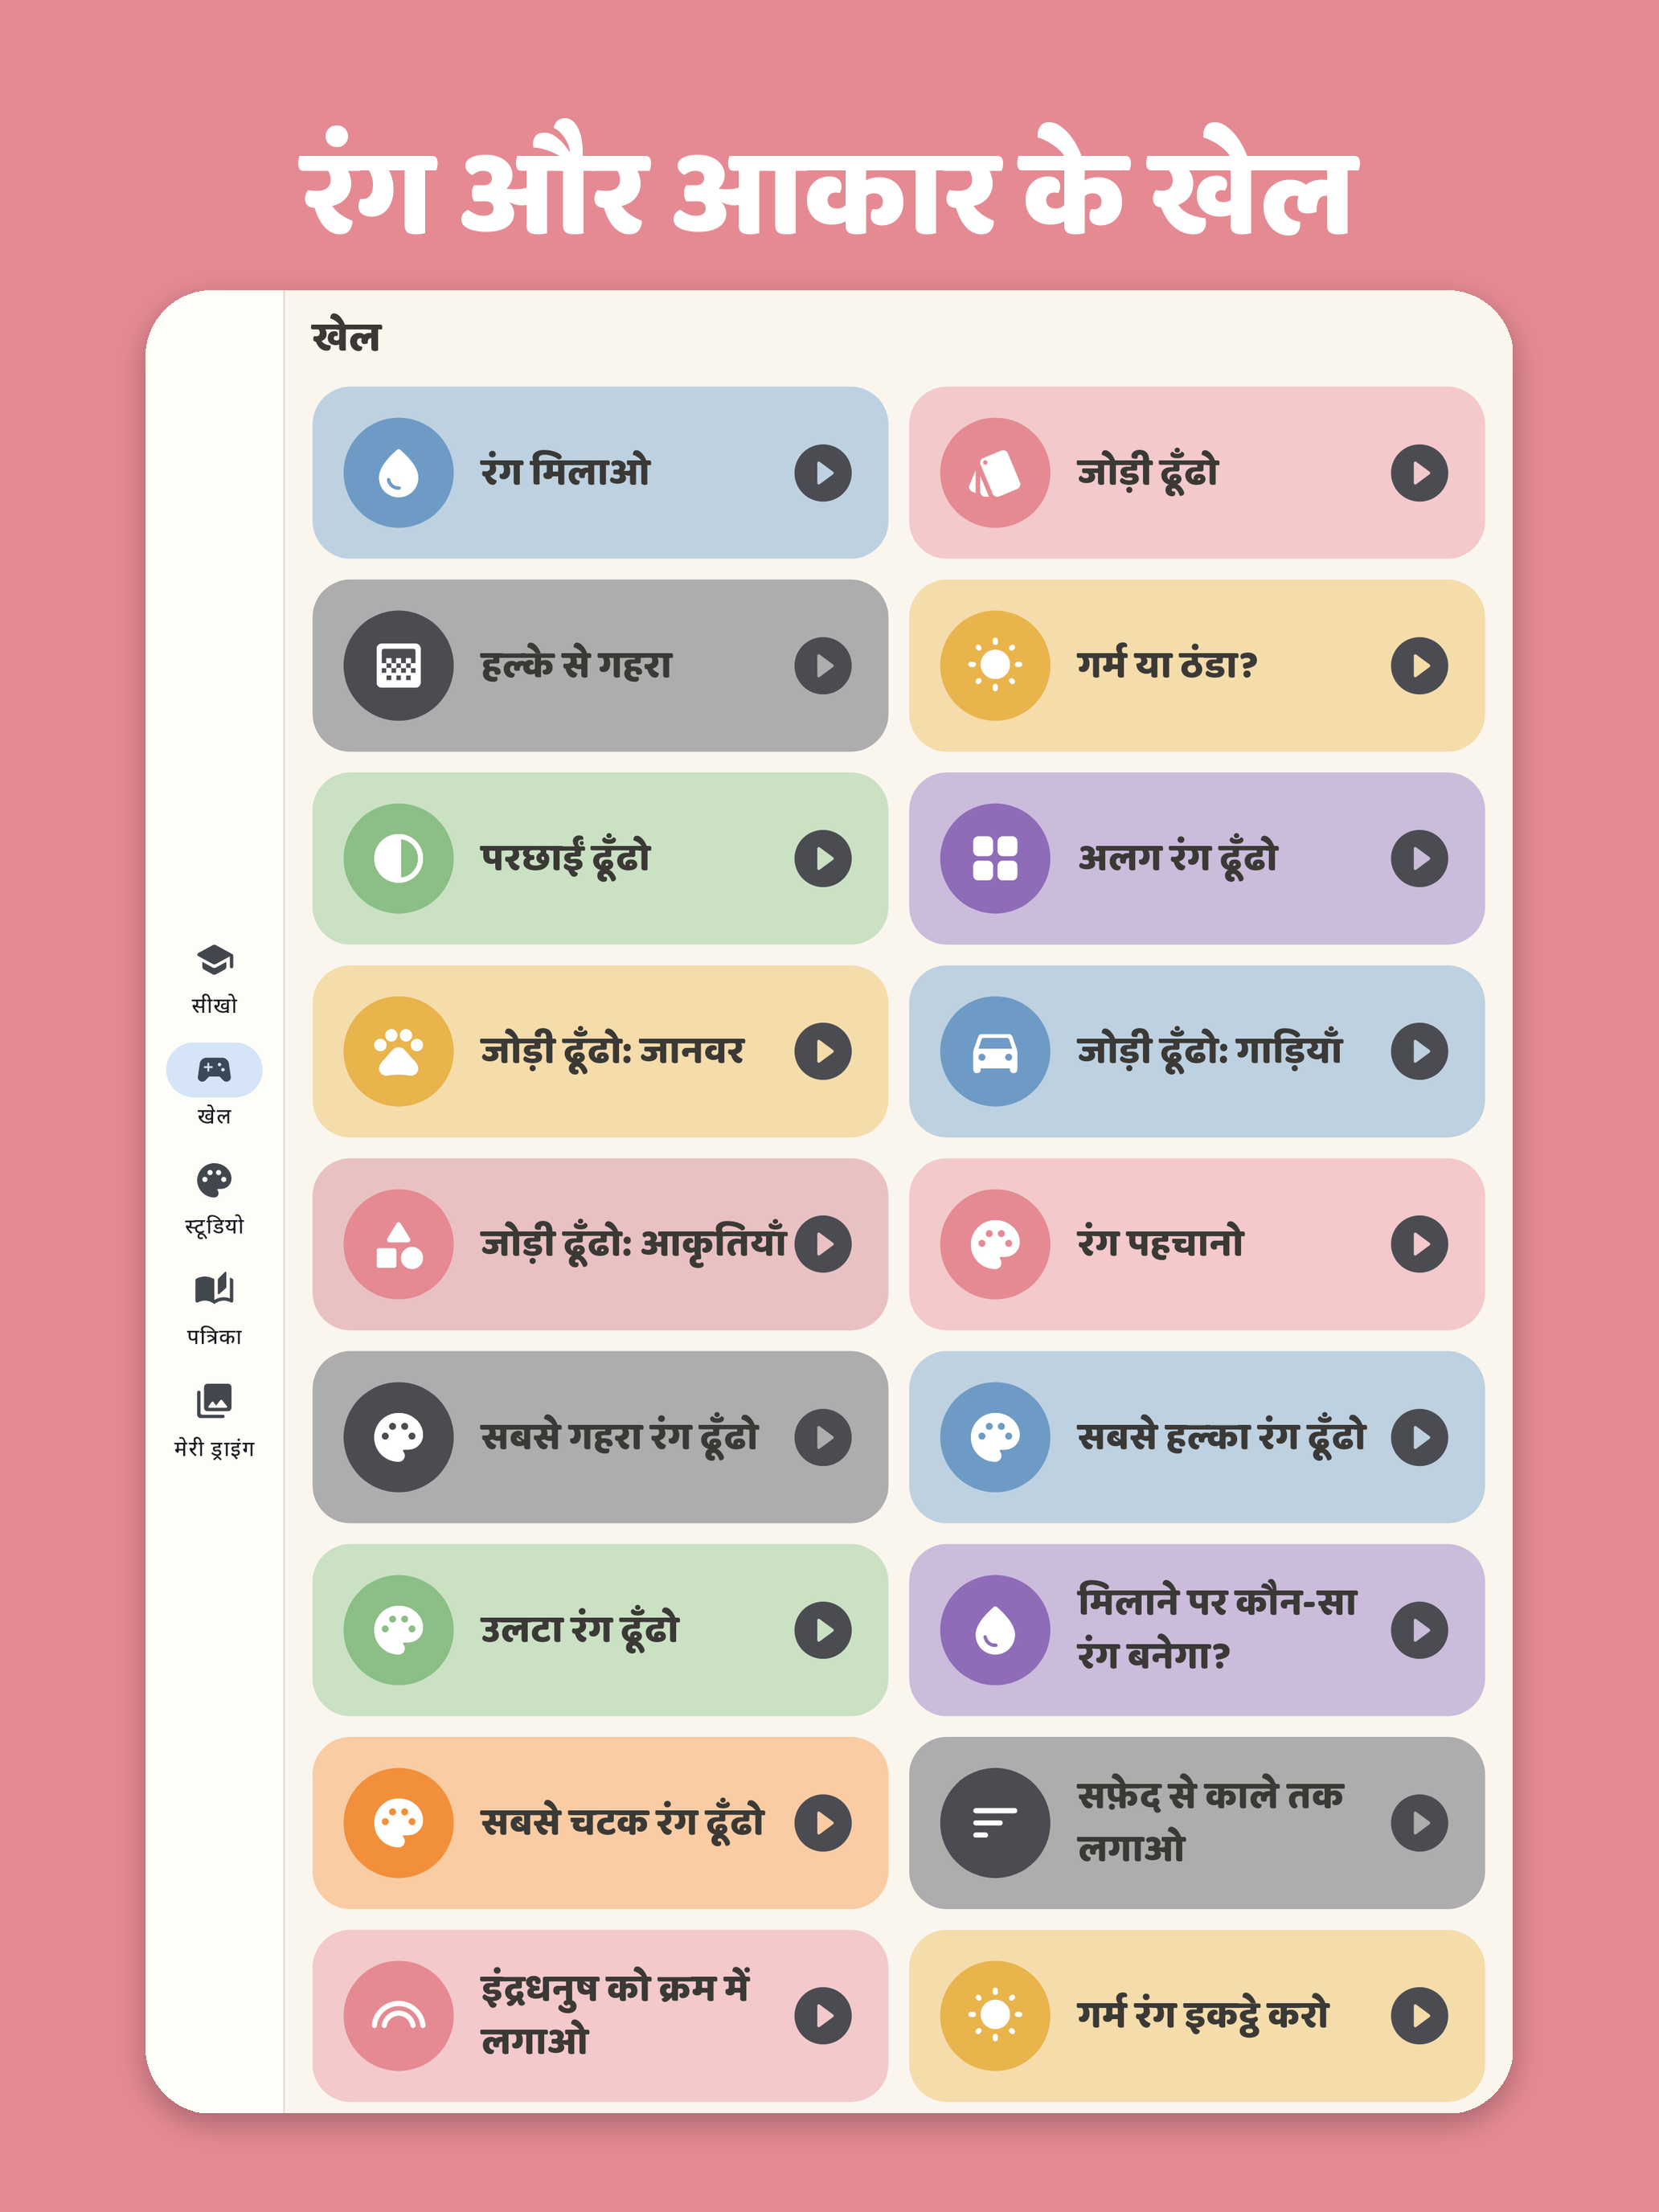 रंग और आकार के खेल
खेल
रंग मिलाओ
जोड़ी ढूँढो
हल्के से गहरा
गर्म या ठंडा?
परछाईं ढूँढो
अलग रंग ढूँढो
जोड़ी ढूँढो: जानवर
जोड़ी ढूँढो: गाड़ियाँ
जोड़ी ढूँढो: आकृतियाँ
रंग पहचानो
सबसे गहरा रंग ढूँढो
सबसे हल्का रंग ढूँढो
उलटा रंग ढूँढो
मिलाने पर कौन-सा
रंग बनेगा?
सबसे चटक रंग ढूँढो
सफ़ेद से काले तक
लगाओ
इंद्रधनुष को क्रम में
लगाओ
गर्म रंग इकट्ठे करो
सीखो
खेल
स्टूडियो
पत्रिका
मेरी ड्राइंग